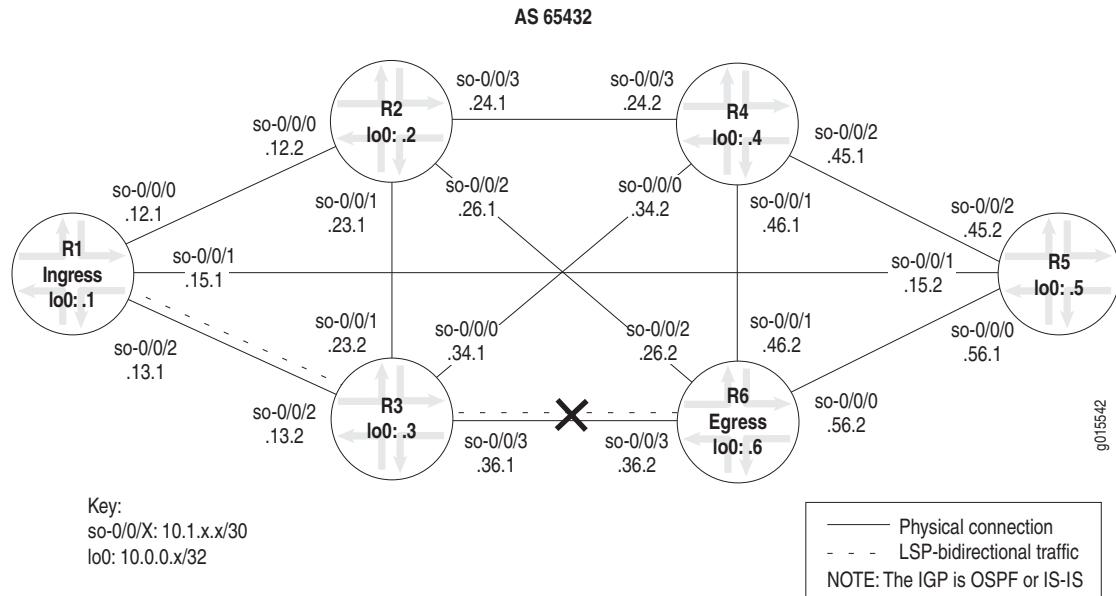 AS 65432
R2
lo0: .2
R4
lo0: .4
R1
Ingress
lo0: .1
R5
lo0: .5
R3
lo0: .3
R6
Egress
lo0: .6
so-0/0/3
.24.1
so-0/0/3
.24.2
so-0/0/0
.12.2
so-0/0/2
.45.1
so-0/0/0
.12.1
so-0/0/1
.23.1
so-0/0/2
.26.1
so-0/0/0
.34.2
so-0/0/1
.46.1
so-0/0/2
.45.2
so-0/0/1
.15.1
so-0/0/1
.15.2
so-0/0/2
.13.1
so-0/0/1
.23.2
so-0/0/0
.34.1
so-0/0/2
.26.2
so-0/0/1
.46.2
so-0/0/0
.56.1
so-0/0/2
.13.2
so-0/0/3
.36.1
so-0/0/3
.36.2
so-0/0/0
.56.2
g015542
Key:
so-0/0/X: 10.1.x.x/30
lo0: 10.0.0.x/32
Physical connection
LSP-bidirectional traffic
NOTE: The IGP is OSPF or IS-IS